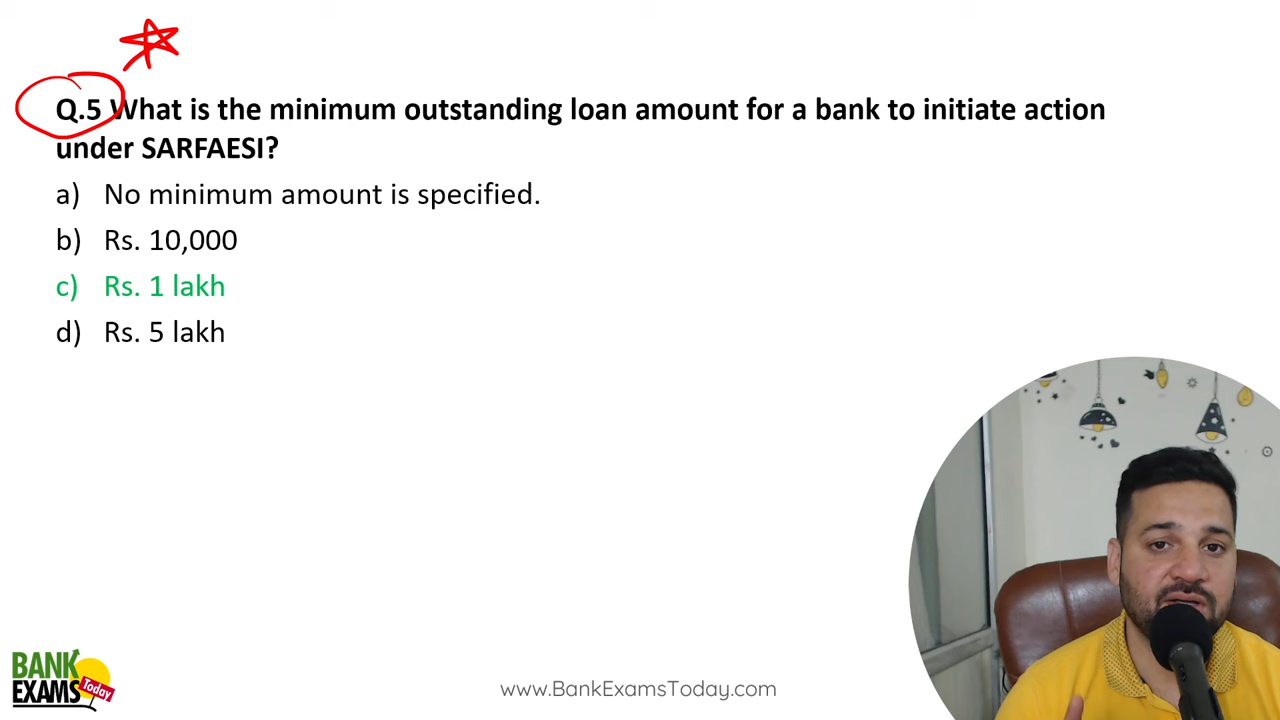 Q.5 What is the minimum outstanding loan amount for a bank to initiate action
under SARFAESI?
a) No minimum amount is specified.
b) Rs. 10,000
c) Rs. 1 lakh
d) Rs. 5 lakh
BANK
EXAMS
Today
www.BankExamsToday.com